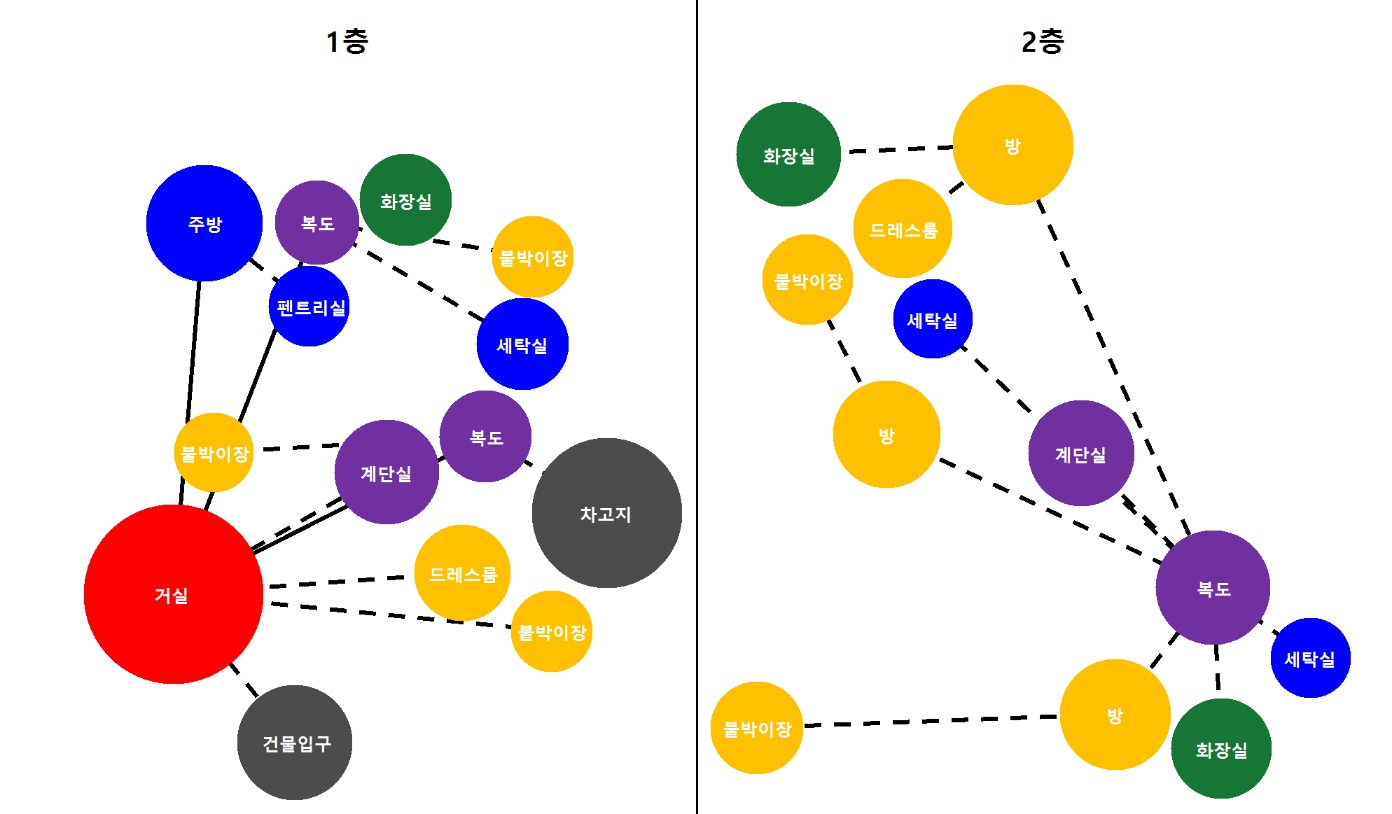 1층
화장실
주방
복도
붙박이장
펜트리실
세탁실
복도
붙박이장
계단실
차고지
드레스룸
거실
붙박이장
건물입구
2층
방
화장실
드레스룸
붙박이장
세탁실
방
계단실
복도
세탁실
방
붙박이장
화장실